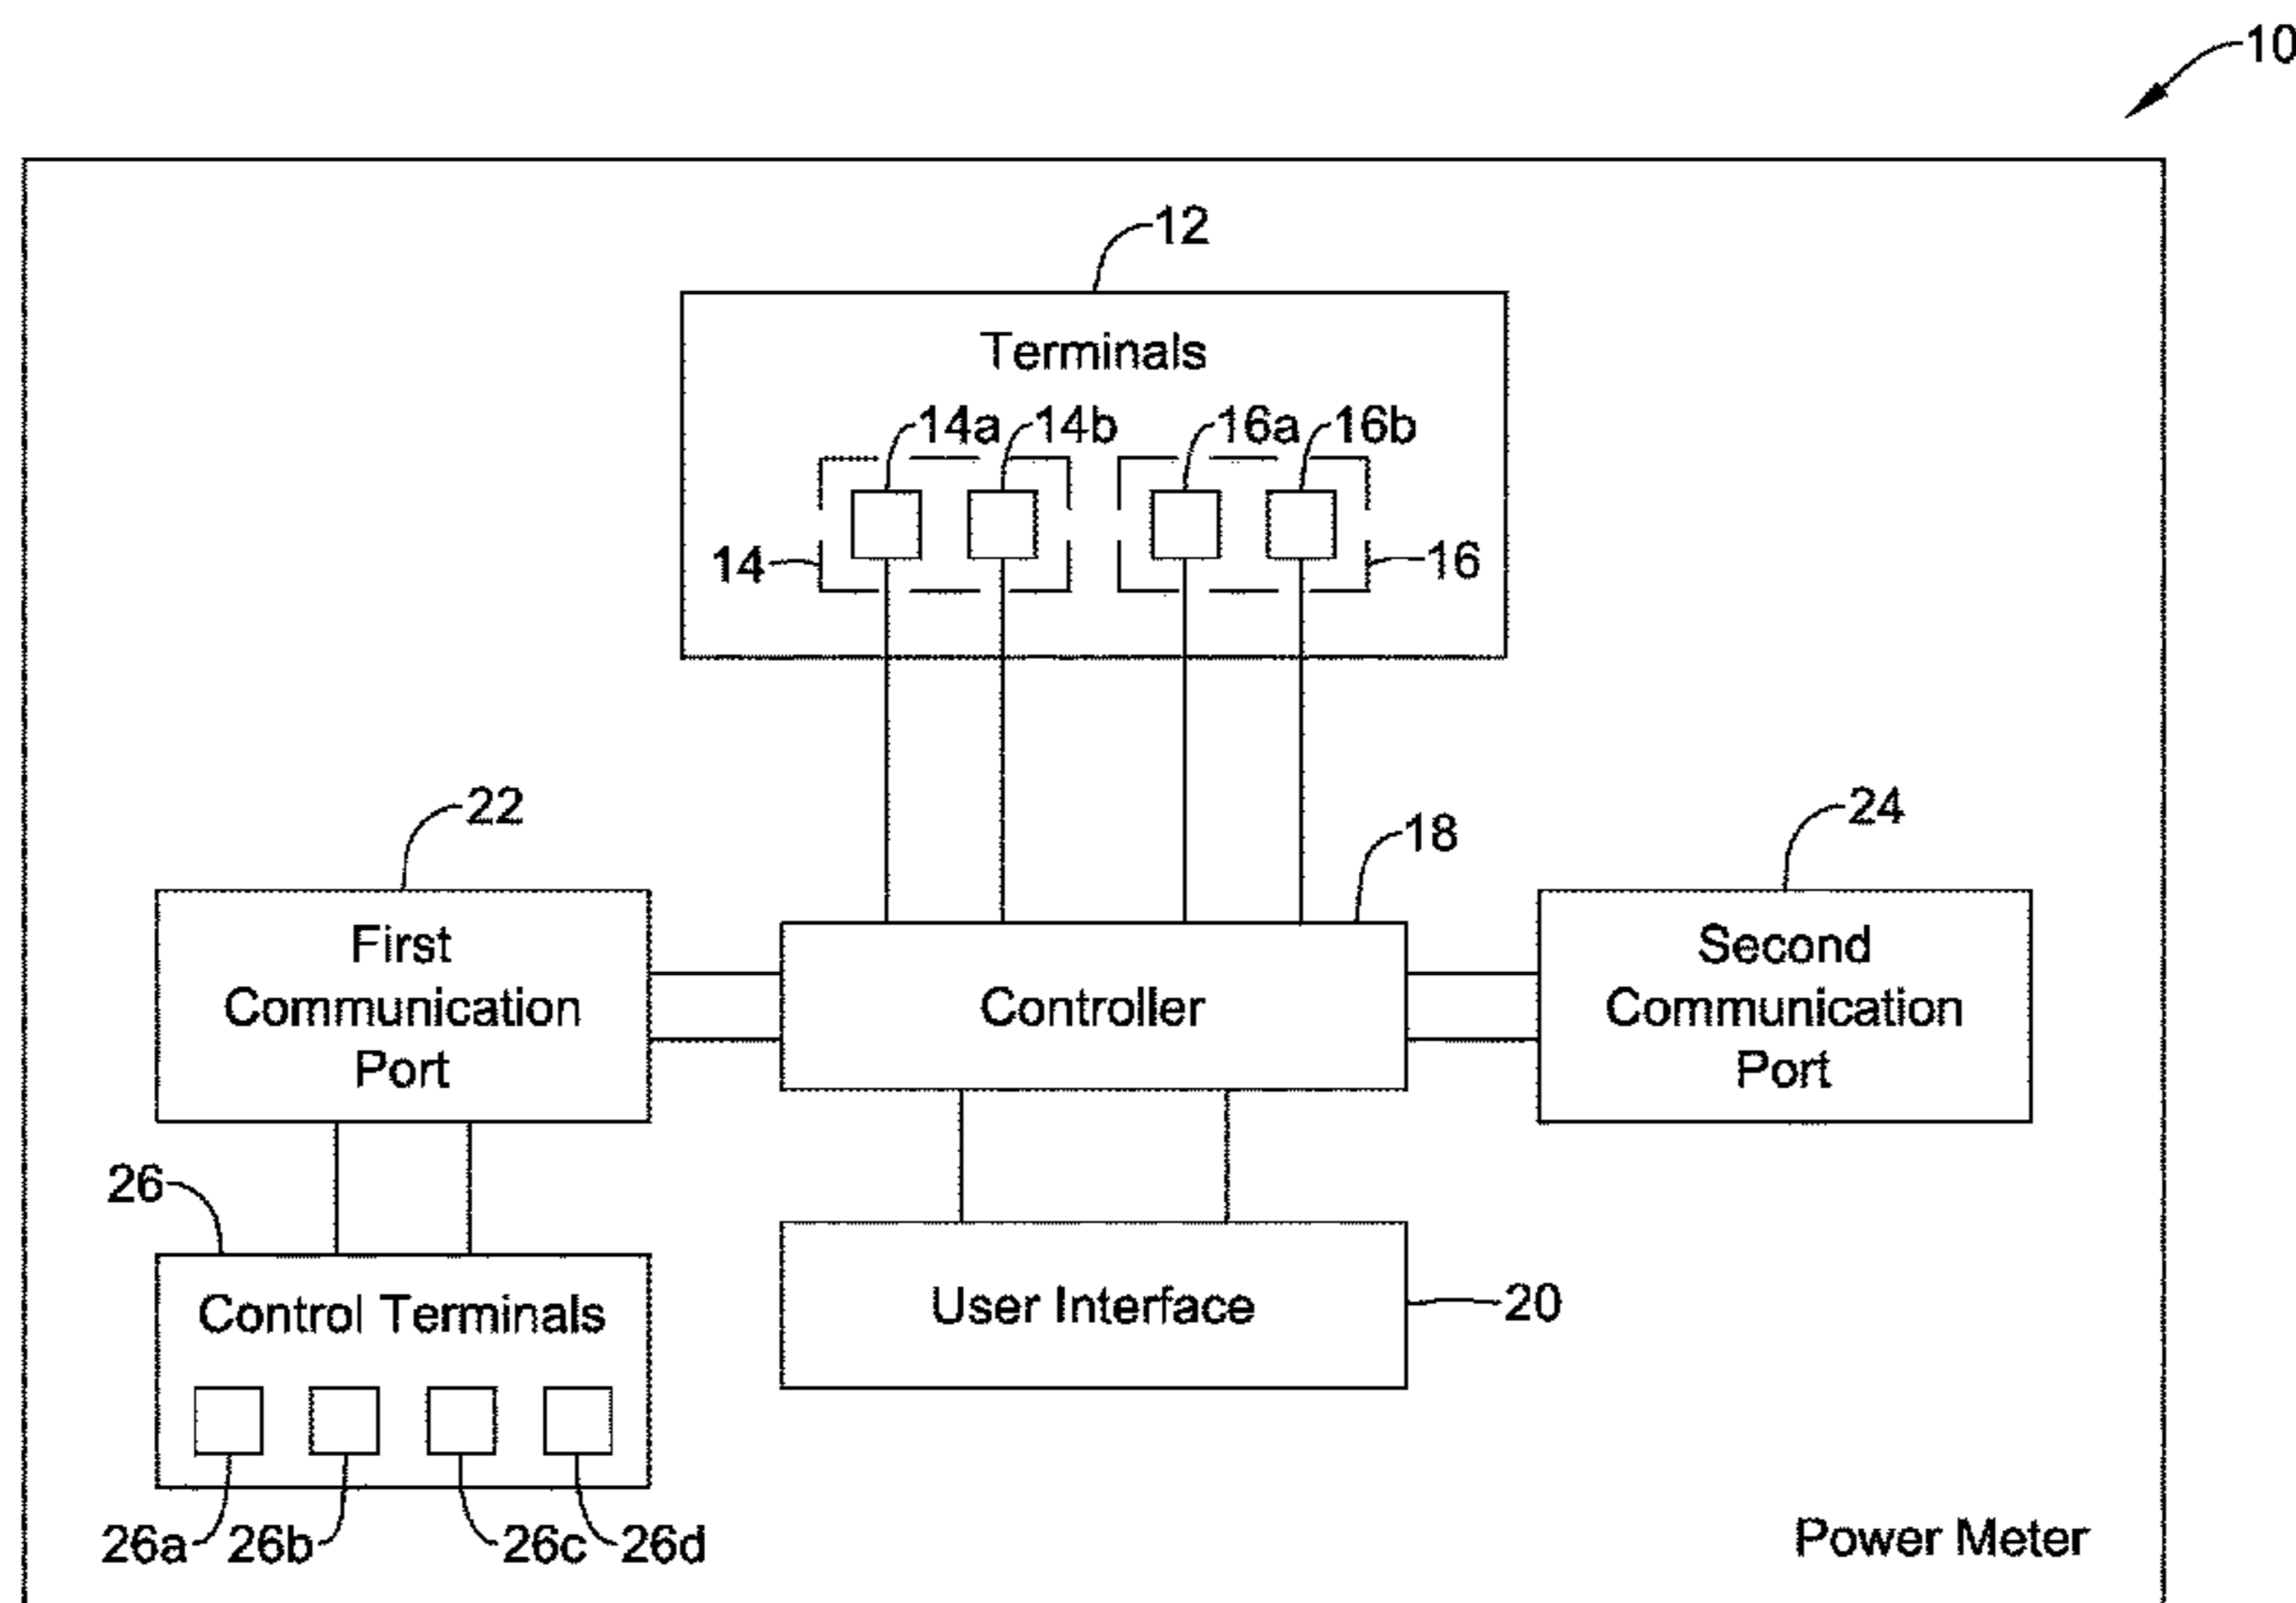 10
12
Terminals
14a 14b 16a 16b
14 16
22 18 24
First Communication Port
Controller
Second Communication Port
26
Control Terminals
User Interface 20
26a 26b 26c 26d
Power Meter